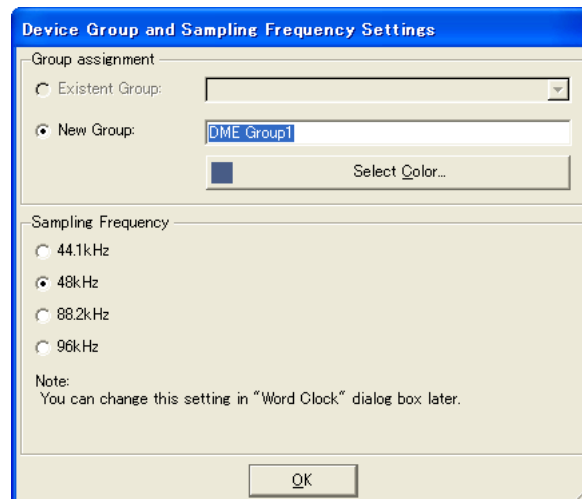 Device Group and Sampling Frequency Settings
Group assignment
Existent Group:
New Group: DME Group1
Select Color...
Sampling Frequency
44.1kHz
48kHz
88.2kHz
96kHz
Note:
You can change this setting in "Word Clock" dialog box later.
OK